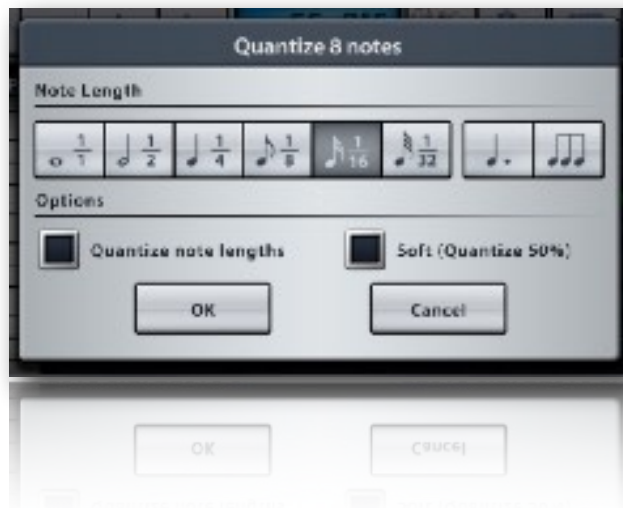 Quantize 8 notes
Note Length
1/1 1/2 1/4 1/8 1/16 1/32
Options
Quantize note lengths Soft (Quantize 50%)
OK Cancel